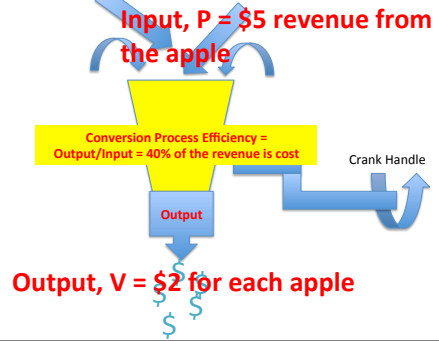 Input, P = $5 revenue from
the apple
Conversion Process Efficiency =
Output/Input = 40% of the revenue is cost
Crank Handle
Output
Output, V = $2 for each apple
$
$
$
$
$